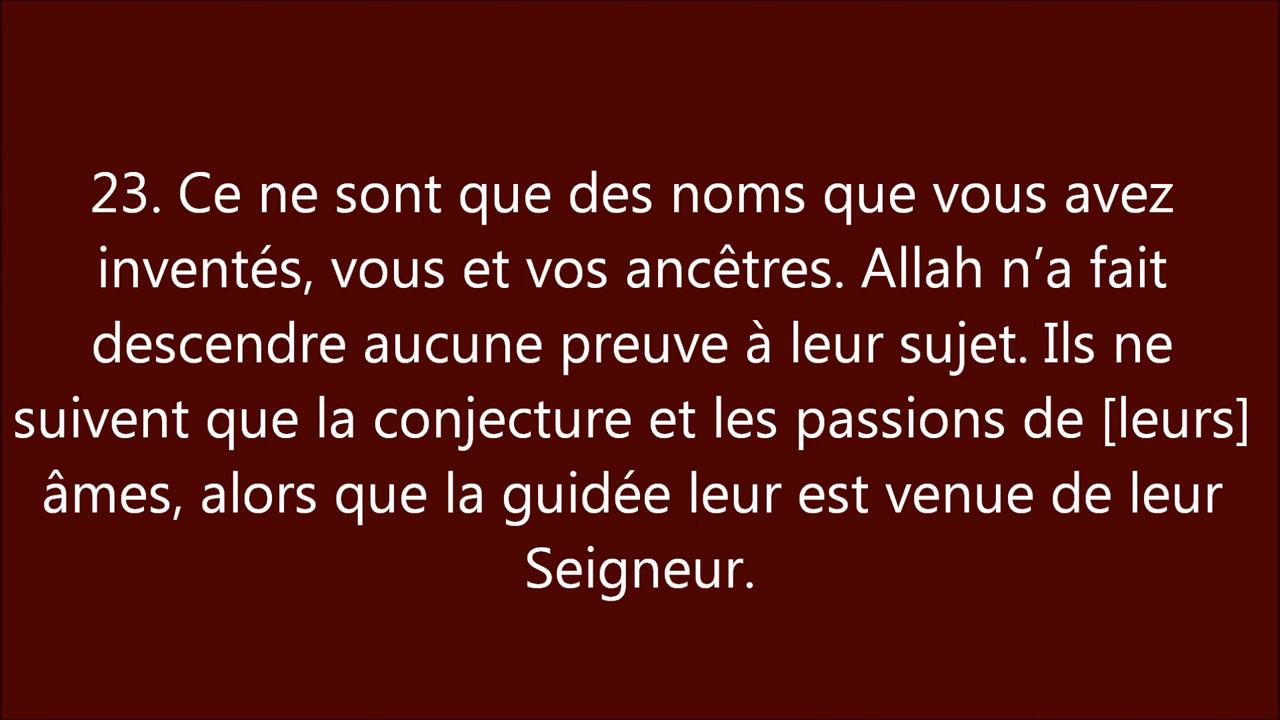 23. Ce ne sont que des noms que vous avez
inventés, vous et vos ancêtres. Allah n’a fait
descendre aucune preuve à leur sujet. Ils ne
suivent que la conjecture et les passions de [leurs]
âmes, alors que la guidée leur est venue de leur
Seigneur.